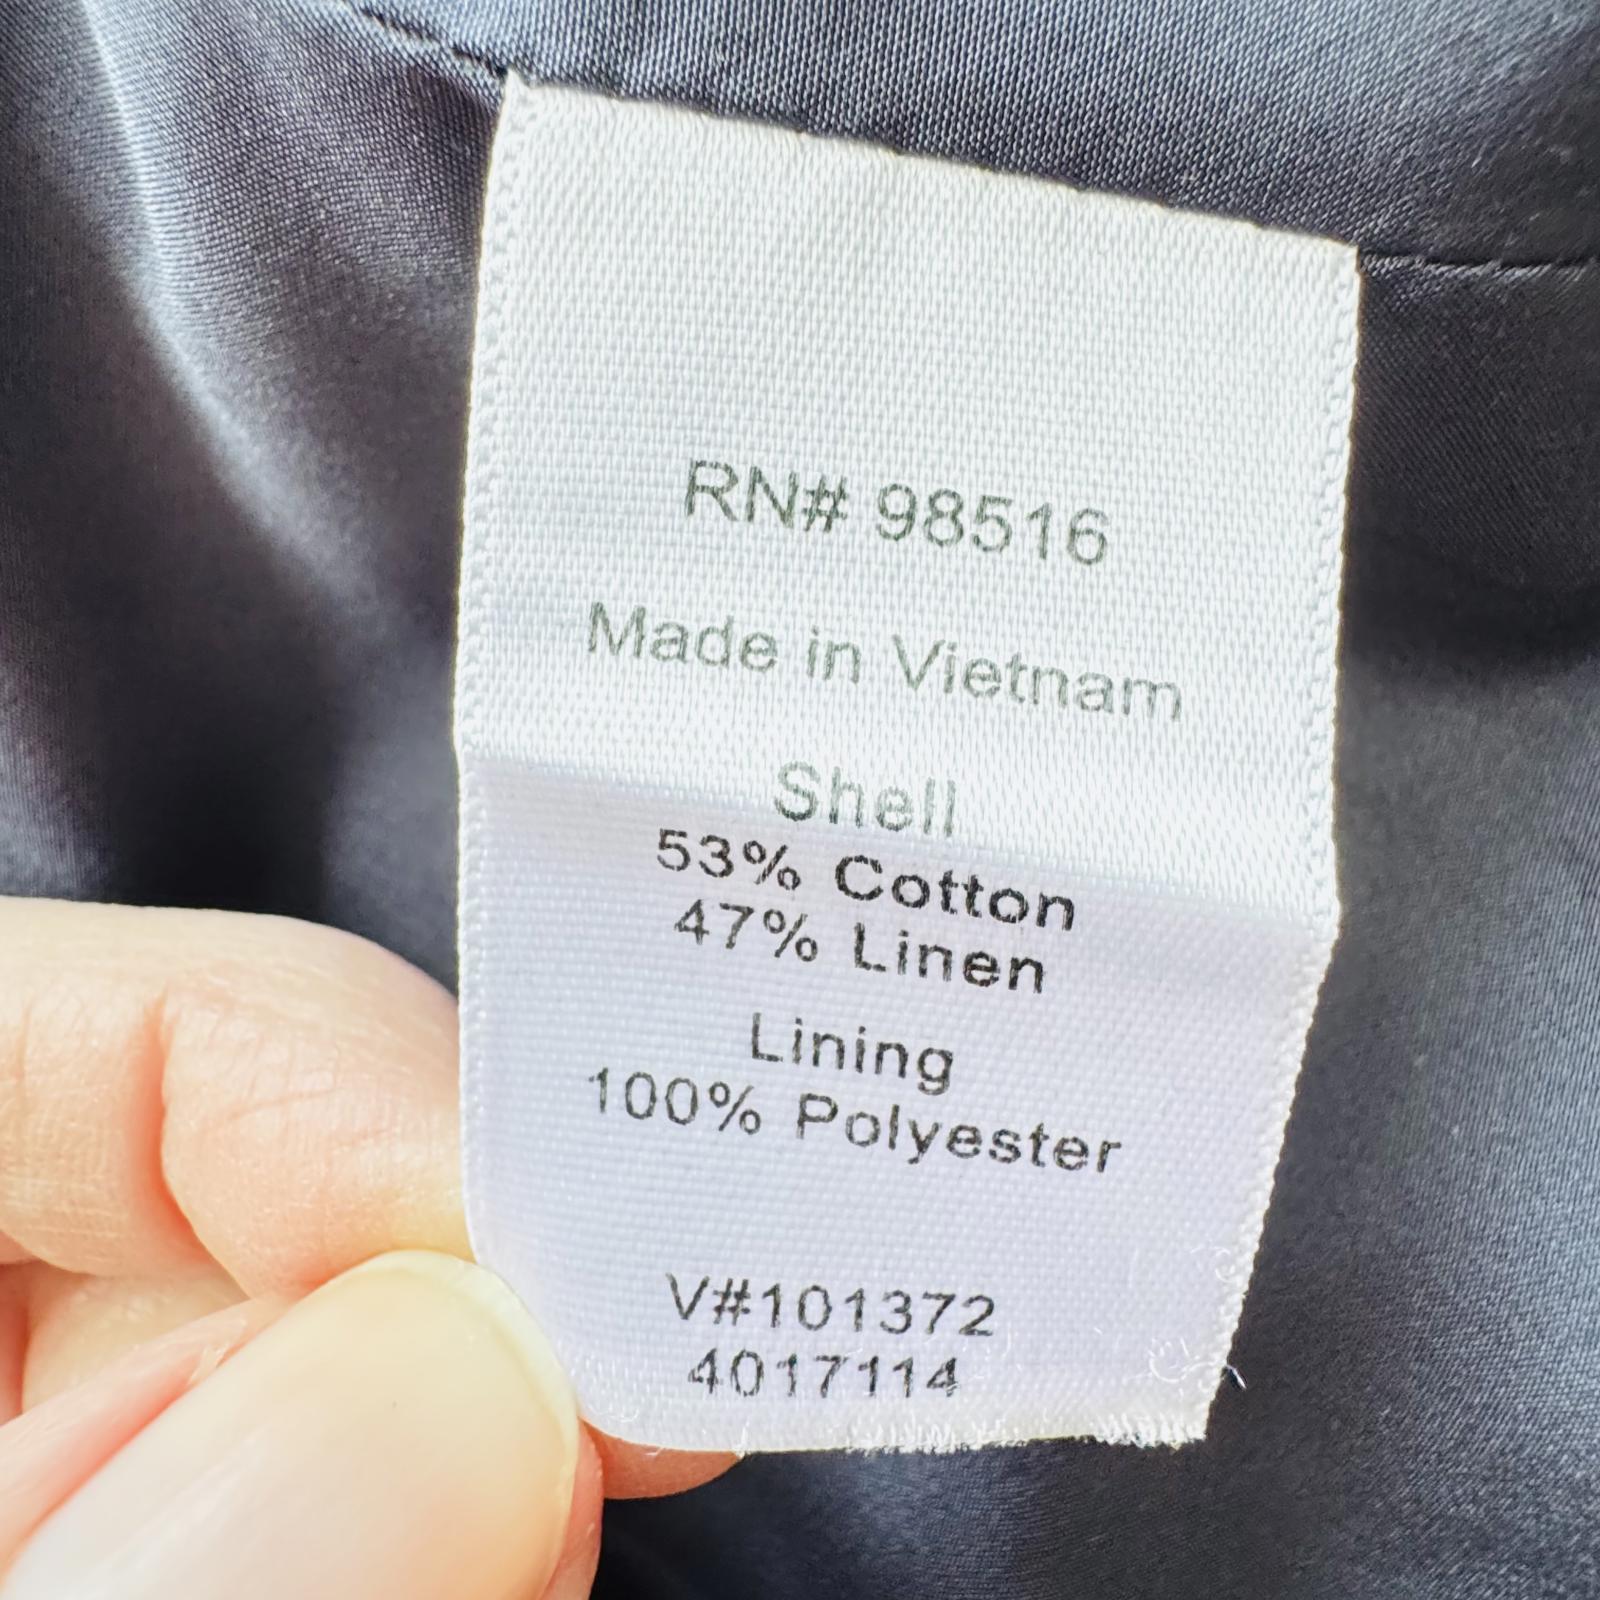 RN# 98516
Made in Vietnam
Shell
53% Cotton
47% Linen
Lining
100% Polyester
V#101372
4017114